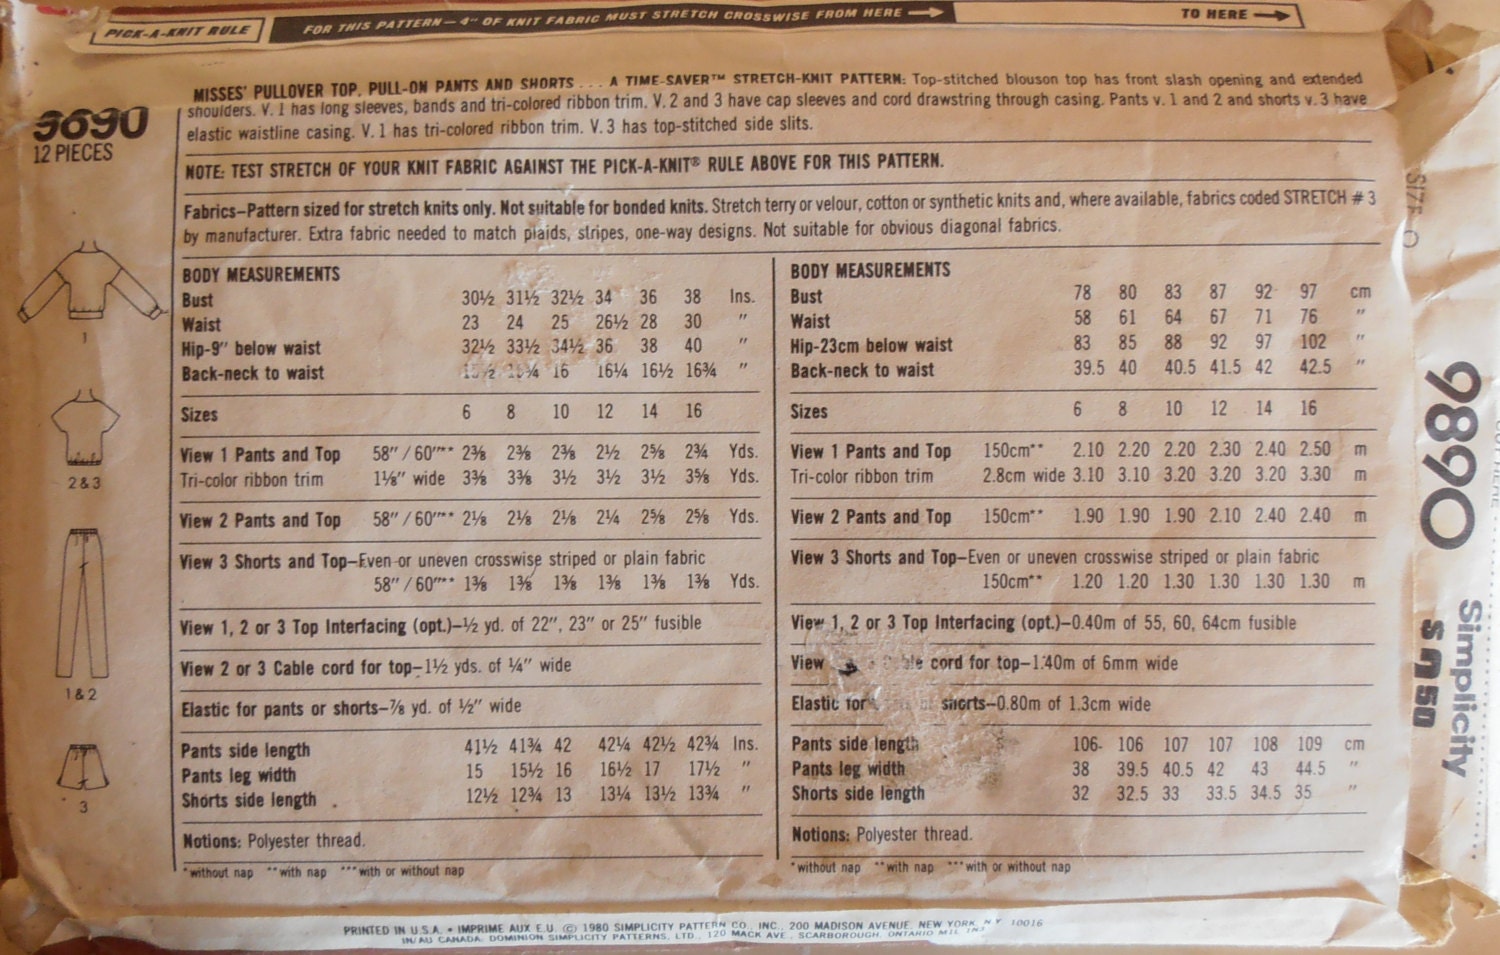 PICK-A-KNIT RULE
FOR THIS PATTERN— 4" OF KNIT FABRIC MUST STRETCH CROSSWISE FROM HERE
TO HERE
9890
12 PIECES
MISSES' PULLOVER TOP, PULL-ON PANTS AND SHORTS ... A TIME-SAVER™ STRETCH-KNIT PATTERN: Top-stitched blouson top has front slash opening and extended
shoulders. V. 1 has long sleeves, bands and tri-colored ribbon trim. V. 2 and 3 have cap sleeves and cord drawstring through casing. Pants v. 1 and 2 and shorts v. 3 have
elastic waistline casing. V. 1 has tri-colored ribbon trim. V. 3 has top-stitched side slits.
NOTE: TEST STRETCH OF YOUR KNIT FABRIC AGAINST THE PICK-A-KNIT® RULE ABOVE FOR THIS PATTERN.
Fabrics—Pattern sized for stretch knits only. Not suitable for bonded knits. Stretch terry or velour, cotton or synthetic knits and, where available, fabrics coded STRETCH # 3
by manufacturer. Extra fabric needed to match plaids, stripes, one-way designs. Not suitable for obvious diagonal fabrics.
BODY MEASUREMENTS
Bust 30½ 31½ 32½ 34 36 38 Ins.
Waist 23 24 25 26½ 28 30 "
Hip-9" below waist 32½ 33½ 34½ 36 38 40 "
Back-neck to waist 16 16¼ 16½ 16¾ "
Sizes 6 8 10 12 14 16
View 1 Pants and Top 58" / 60"** 2⅜ 2⅜ 2⅜ 2½ 2⅝ 2¾ Yds.
Tri-color ribbon trim 1⅛" wide 3⅜ 3⅜ 3½ 3½ 3½ 3⅝ Yds.
View 2 Pants and Top 58" / 60"** 2⅛ 2⅛ 2⅛ 2¼ 2⅝ 2⅝ Yds.
View 3 Shorts and Top—Even or uneven crosswise striped or plain fabric
58" / 60"** 1⅜ 1⅜ 1⅜ 1⅜ 1⅜ 1⅜ Yds.
View 1, 2 or 3 Top Interfacing (opt.)—½ yd. of 22", 23" or 25" fusible
View 2 or 3 Cable cord for top—1½ yds. of ¼" wide
Elastic for pants or shorts—⅞ yd. of ½" wide
Pants side length 41½ 41¾ 42 42¼ 42½ 42¾ Ins.
Pants leg width 15 15½ 16 16½ 17 17½ "
Shorts side length 12½ 12¾ 13 13¼ 13½ 13¾ "
Notions: Polyester thread.
*without nap **with nap ***with or without nap
BODY MEASUREMENTS
Bust 78 80 83 87 92 97 cm
Waist 58 61 64 67 71 76 "
Hip-23cm below waist 83 85 88 92 97 102 "
Back-neck to waist 39.5 40 40.5 41.5 42 42.5 "
Sizes 6 8 10 12 14 16
View 1 Pants and Top 150cm** 2.10 2.20 2.20 2.30 2.40 2.50 m
Tri-color ribbon trim 2.8cm wide 3.10 3.10 3.20 3.20 3.20 3.30 m
View 2 Pants and Top 150cm** 1.90 1.90 1.90 2.10 2.40 2.40 m
View 3 Shorts and Top—Even or uneven crosswise striped or plain fabric
150cm** 1.20 1.20 1.30 1.30 1.30 1.30 m
View 1, 2 or 3 Top Interfacing (opt.)—0.40m of 55, 60, 64cm fusible
View cord for top—1.40m of 6mm wide
Elastic for shorts—0.80m of 1.3cm wide
Pants side length 106 106 107 107 108 109 cm
Pants leg width 38 39.5 40.5 42 43 44.5 "
Shorts side length 32 32.5 33 33.5 34.5 35 "
Notions: Polyester thread.
*without nap **with nap ***with or without nap
1
2&3
1&2
3
SIZE
9890
Simplicity
PRINTED IN U.S.A. • IMPRIME AUX E.U. © 1980 SIMPLICITY PATTERN CO., INC., 200 MADISON AVENUE, NEW YORK, N.Y. 10016
IN/AU CANADA: DOMINION SIMPLICITY PATTERNS, LTD., 120 MACK AVE., SCARBOROUGH, ONTARIO